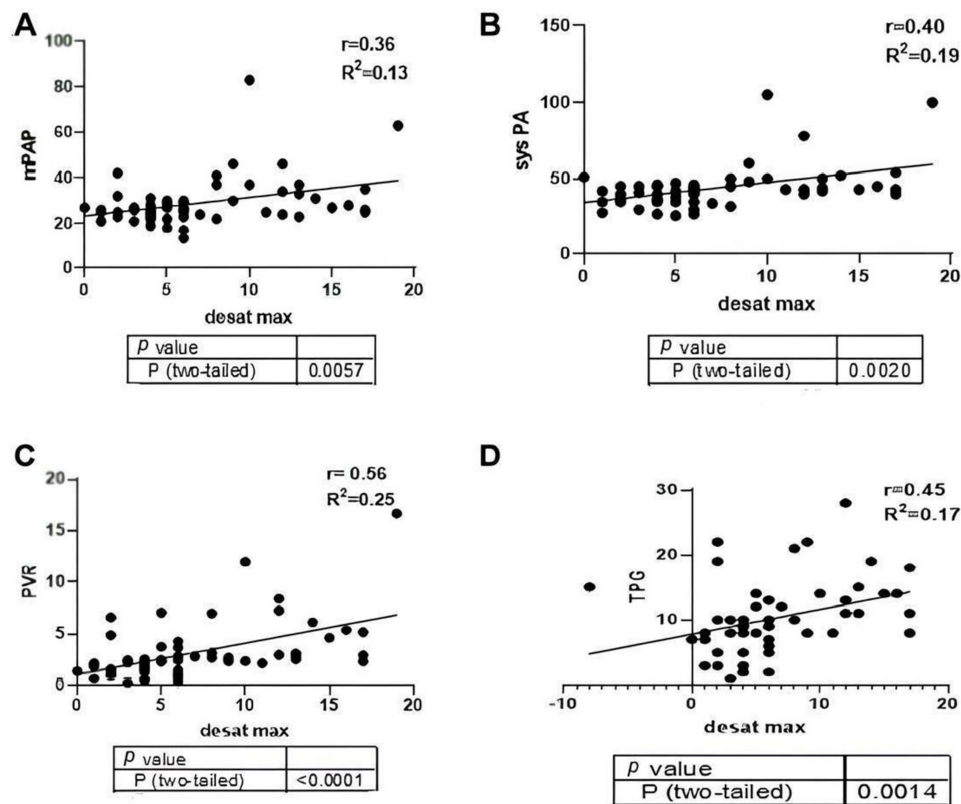 A
r=0.36
R²=0.13
mPAP
100
80
60
40
20
0
0 5 10 15 20
desat max
p value
P (two-tailed) 0.0057
B
r=0.40
R²=0.19
sys PA
150
100
50
0
0 5 10 15 20
desat max
p value
P (two-tailed) 0.0020
C
r= 0.56
R²=0.25
PVR
20
15
10
5
0
0 5 10 15 20
desat max
p value
P (two-tailed) <0.0001
D
r=0.45
R²=0.17
TPG
30
20
10
0
-10 0 10 20
desat max
p value
P (two-tailed) 0.0014